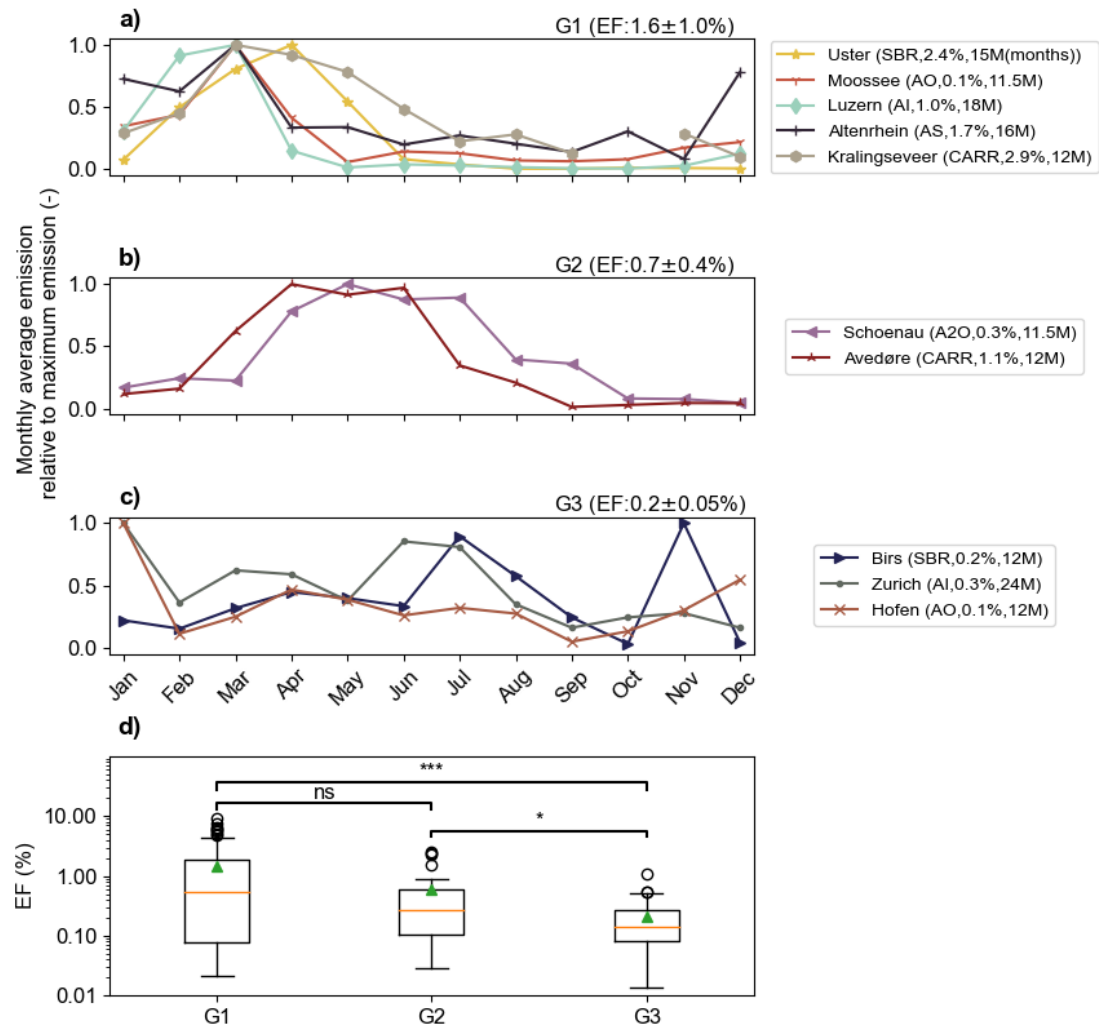 a)
G1 (EF:1.6±1.0%)
1.0
0.5
0.0
Uster (SBR,2.4%,15M(months))
Moossee (AO,0.1%,11.5M)
Luzern (AI,1.0%,18M)
Altenrhein (AS,1.7%,16M)
Kralingseveer (CARR,2.9%,12M)
Monthly average emission
relative to maximum emission (-)
b)
G2 (EF:0.7±0.4%)
1.0
0.5
0.0
Schoenau (A2O,0.3%,11.5M)
Avedøre (CARR,1.1%,12M)
c)
G3 (EF:0.2±0.05%)
1.0
0.5
0.0
Birs (SBR,0.2%,12M)
Zurich (AI,0.3%,24M)
Hofen (AO,0.1%,12M)
Jan Feb Mar Apr May Jun Jul Aug Sep Oct Nov Dec
d)
EF (%)
10.00
1.00
0.10
0.01
***
ns
*
G1 G2 G3